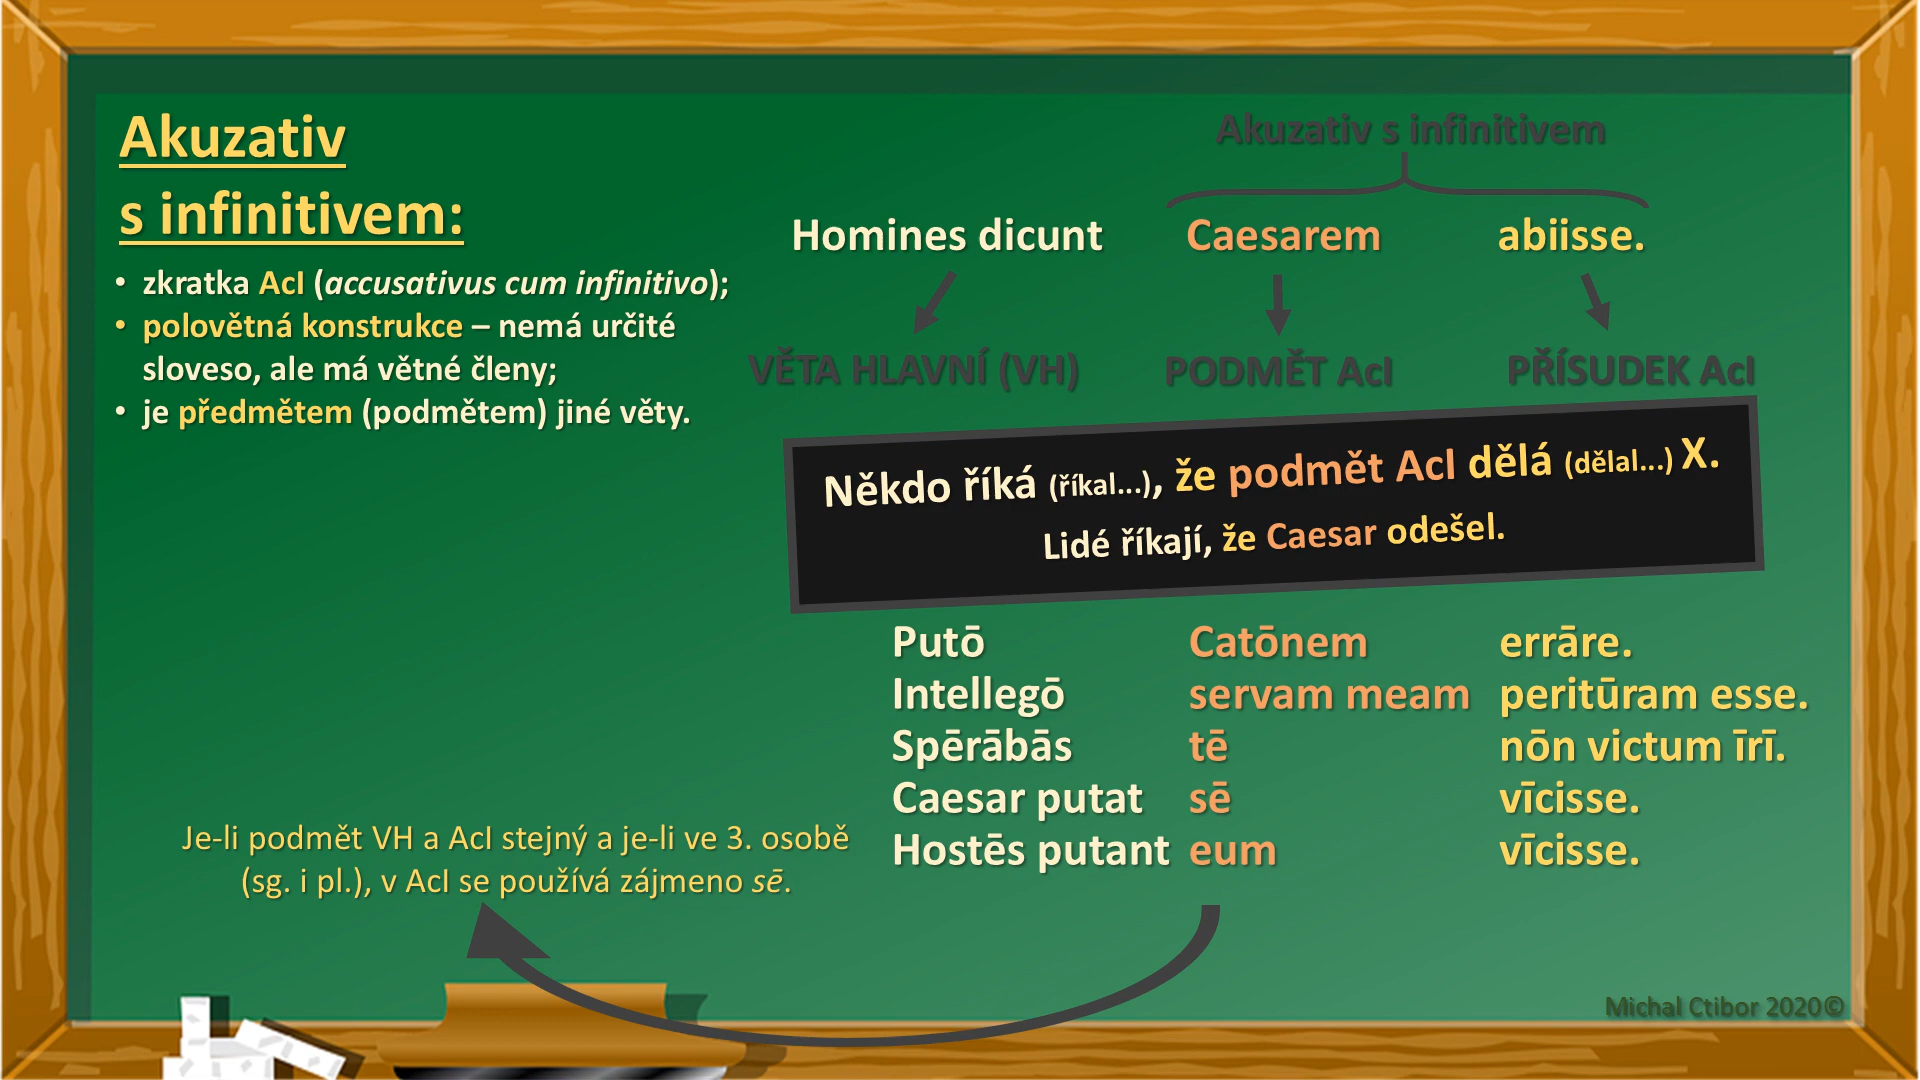 Akuzativ
s infinitivem:
• zkratka AcI (accusativus cum infinitivo);
• polovětná konstrukce – nemá určité
sloveso, ale má větné členy;
• je předmětem (podmětem) jiné věty.
Akuzativ s infinitivem
Homines dicunt Caesarem abiisse.
VĚTA HLAVNÍ (VH) PODMĚT AcI PŘÍSUDEK AcI
Někdo říká (říkal...), že podmět AcI dělá (dělal...) X.
Lidé říkají, že Caesar odešel.
Putō Catōnem errāre.
Intellegō servam meam peritūram esse.
Spērābās tē nōn victum īrī.
Caesar putat sē vīcisse.
Hostēs putant eum vīcisse.
Je-li podmět VH a AcI stejný a je-li ve 3. osobě
(sg. i pl.), v AcI se používá zájmeno sē.
Michal Ctibor 2020©